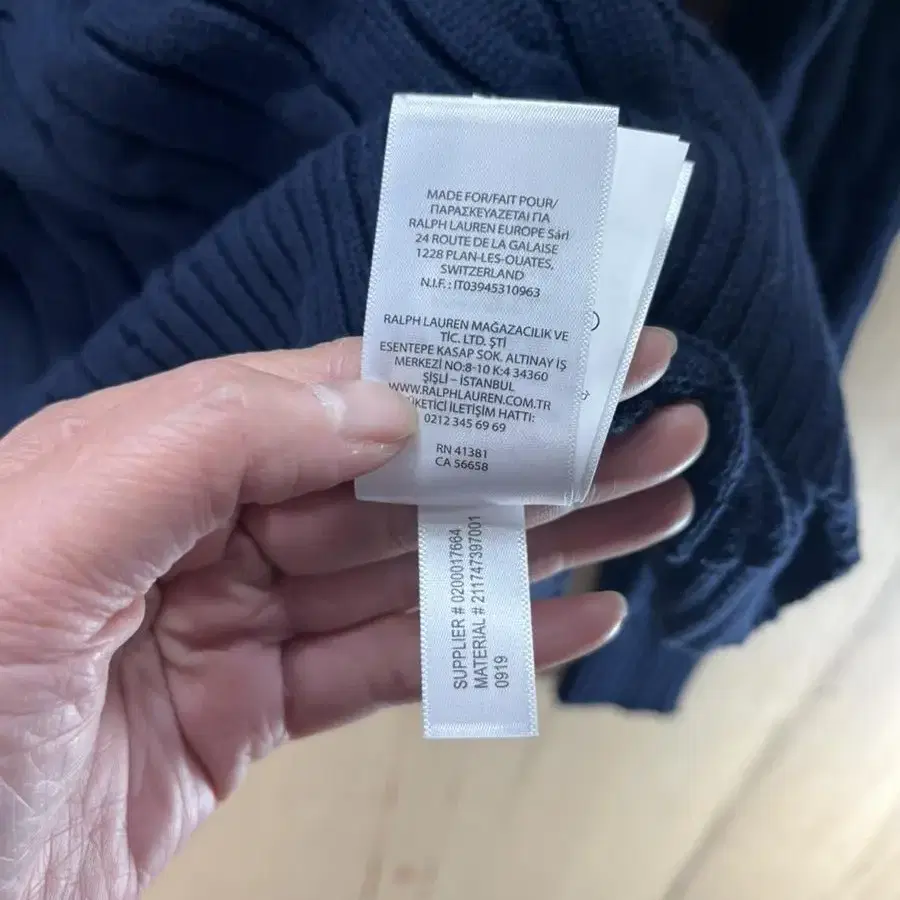 MADE FOR/FAIT POUR/
ΠΑΡΑΣΚΕΥΑΖΕΤΑΙ ΓΙΑ
RALPH LAUREN EUROPE Sárl
24 ROUTE DE LA GALAISE
1228 PLAN-LES-OUATES,
SWITZERLAND
N.I.F. : IT03945310963
RALPH LAUREN MAĞAZACILIK VE
TİC. LTD. ŞTİ
ESENTEPE KASAP SOK. ALTINAY İŞ
MERKEZİ NO:8-10 K:4 34360
ŞİŞLİ – İSTANBUL
WWW.RALPHLAUREN.COM.TR
İLETİŞİM HATTI:
0212 345 69 69
RN 41381
CA 56658
SUPPLIER # 0200017664
MATERIAL # 211747397001
0919